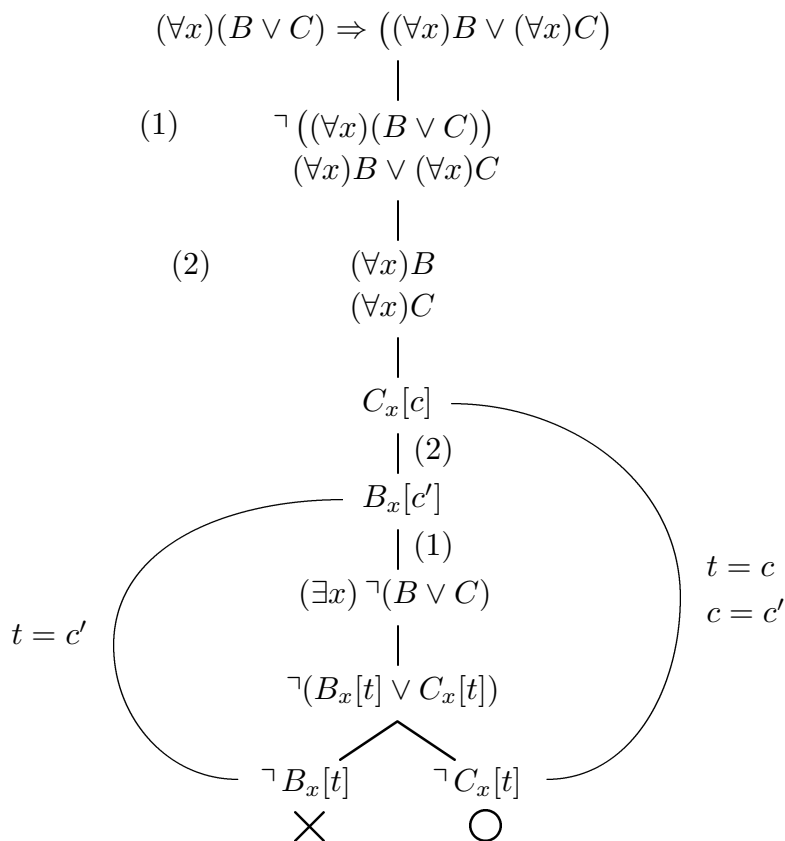 (∀x)(B ∨ C) ⇒ ((∀x)B ∨ (∀x)C)
(1) ¬((∀x)(B ∨ C))
(∀x)B ∨ (∀x)C
(2) (∀x)B
(∀x)C
C_x[c]
(2)
B_x[c′]
(1)
t = c
(∃x) ¬(B ∨ C)
c = c′
t = c′
¬(B_x[t] ∨ C_x[t])
¬B_x[t] ¬C_x[t]